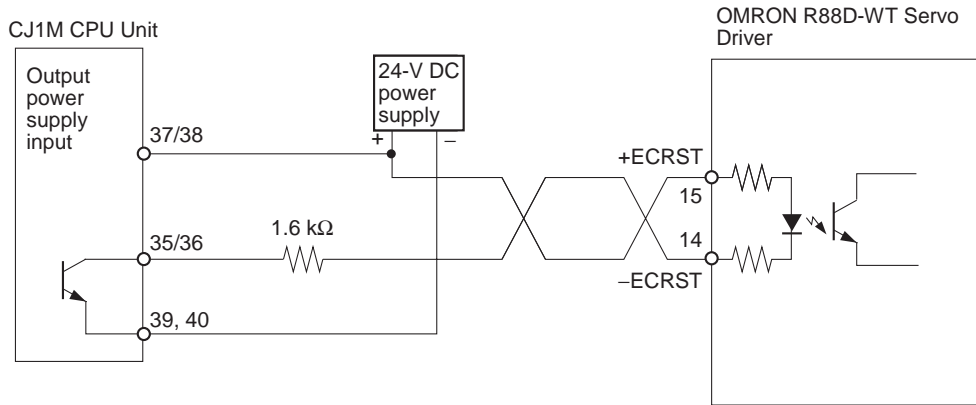 CJ1M CPU Unit
OMRON R88D-WT Servo
Driver
Output
power
supply
input
24-V DC
power
supply
+
−
37/38
+ECRST
15
1.6 kΩ
35/36
14
−ECRST
39, 40